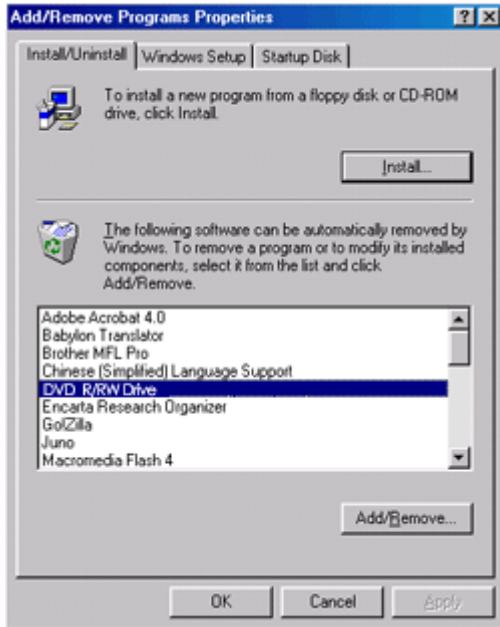 Add/Remove Programs Properties
Install/Uninstall Windows Setup Startup Disk
To install a new program from a floppy disk or CD-ROM
drive, click Install.
Install...
The following software can be automatically removed by
Windows. To remove a program or to modify its installed
components, select it from the list and click
Add/Remove.
Adobe Acrobat 4.0
Babylon Translator
Brother MFL Pro
Chinese (Simplified) Language Support
DVD R/RW Drive
Encarta Research Organizer
Go!Zilla
Juno
Macromedia Flash 4
Add/Remove...
OK Cancel Apply